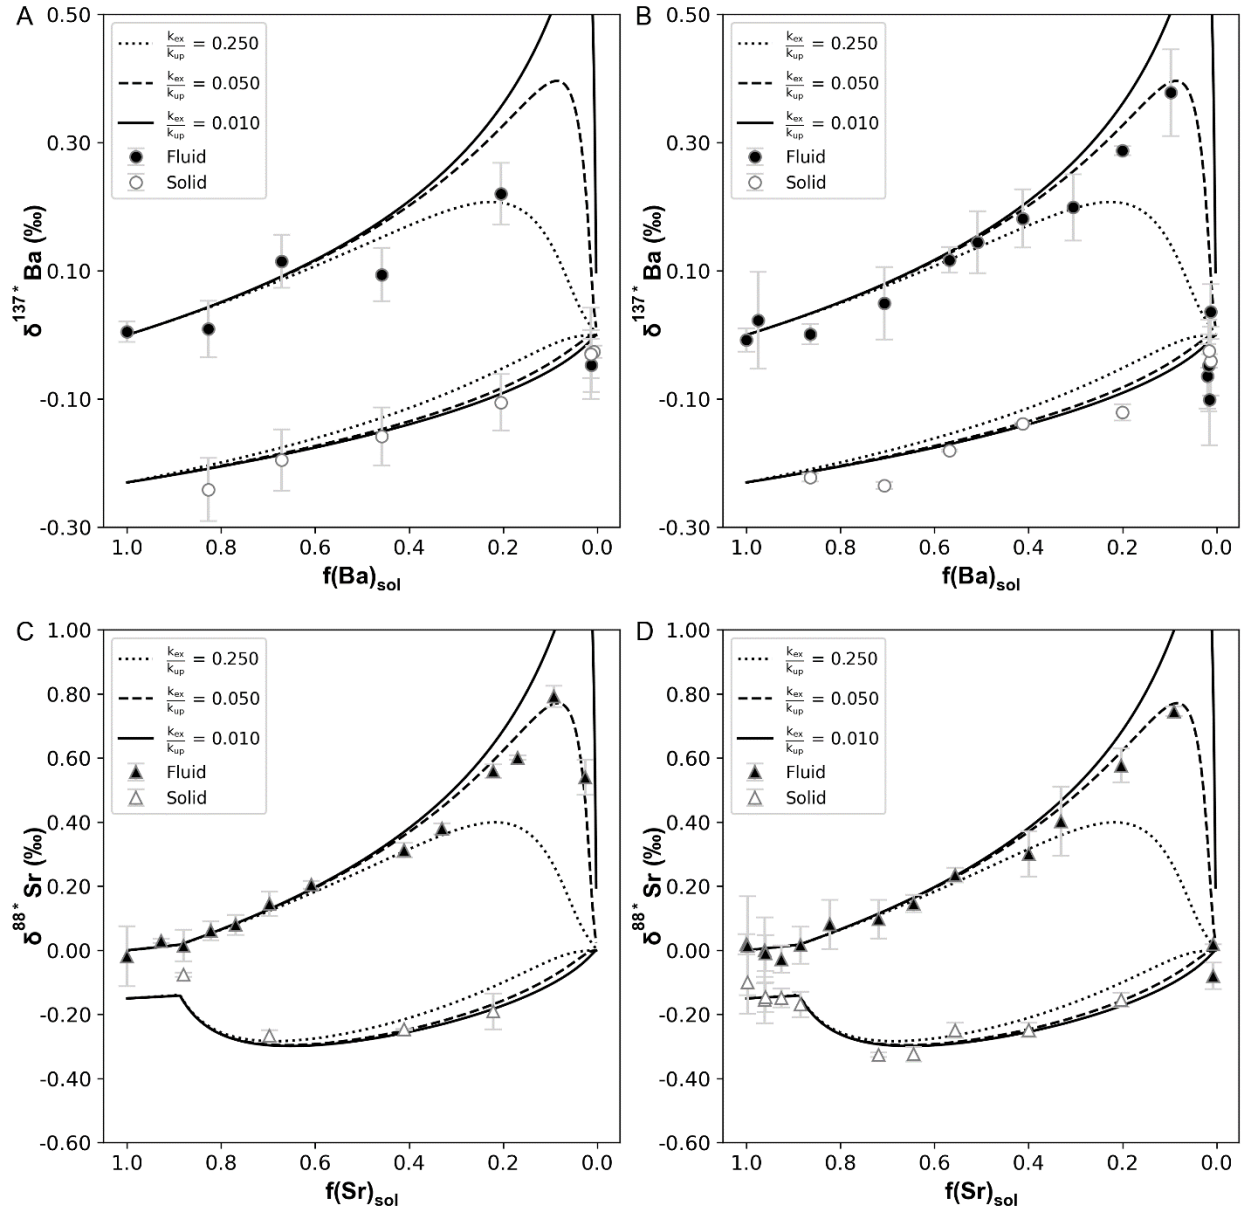 A
0.50
0.30
0.10
-0.10
-0.30
δ¹³⁷* Ba (‰)
kex/kup = 0.250
kex/kup = 0.050
kex/kup = 0.010
Fluid
Solid
1.0 0.8 0.6 0.4 0.2 0.0
f(Ba)sol
B
0.50
0.30
0.10
-0.10
-0.30
δ¹³⁷* Ba (‰)
kex/kup = 0.250
kex/kup = 0.050
kex/kup = 0.010
Fluid
Solid
1.0 0.8 0.6 0.4 0.2 0.0
f(Ba)sol
C
1.00
0.80
0.60
0.40
0.20
0.00
-0.20
-0.40
-0.60
δ⁸⁸* Sr (‰)
kex/kup = 0.250
kex/kup = 0.050
kex/kup = 0.010
Fluid
Solid
1.0 0.8 0.6 0.4 0.2 0.0
f(Sr)sol
D
1.00
0.80
0.60
0.40
0.20
0.00
-0.20
-0.40
-0.60
δ⁸⁸* Sr (‰)
kex/kup = 0.250
kex/kup = 0.050
kex/kup = 0.010
Fluid
Solid
1.0 0.8 0.6 0.4 0.2 0.0
f(Sr)sol